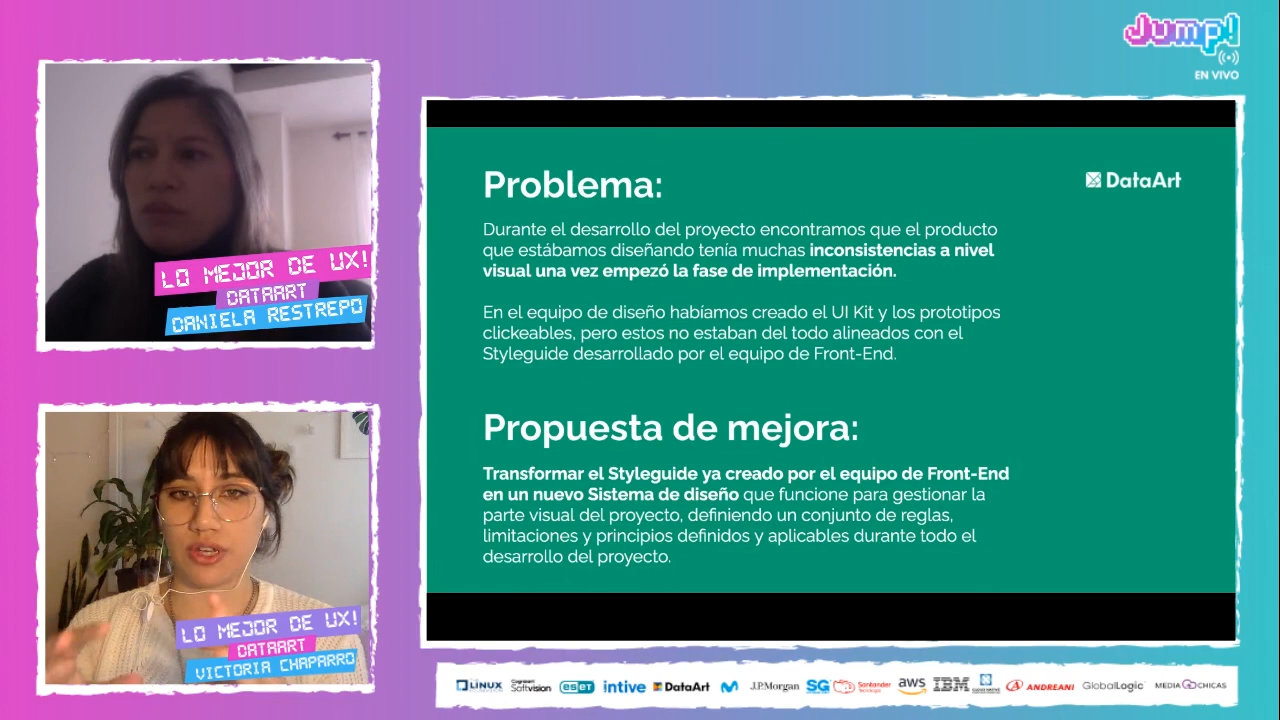 Jump!
EN VIVO
LO MEJOR DE UX!
DATAART
DANIELA RESTREPO
LO MEJOR DE UX!
DATAART
VICTORIA CHAPARRO
DataArt
Problema:
Durante el desarrollo del proyecto encontramos que el producto
que estábamos diseñando tenía muchas inconsistencias a nivel
visual una vez empezó la fase de implementación.
En el equipo de diseño habíamos creado el UI Kit y los prototipos
clickeables, pero estos no estaban del todo alineados con el
Styleguide desarrollado por el equipo de Front-End.
Propuesta de mejora:
Transformar el Styleguide ya creado por el equipo de Front-End
en un nuevo Sistema de diseño que funcione para gestionar la
parte visual del proyecto, definiendo un conjunto de reglas,
limitaciones y principios definidos y aplicables durante todo el
desarrollo del proyecto.
LINUX Cognizant Softvision eset intive DataArt J.P.Morgan SG Santander Tecnología aws IBM ANDREANI GlobalLogic MEDIA CHICAS